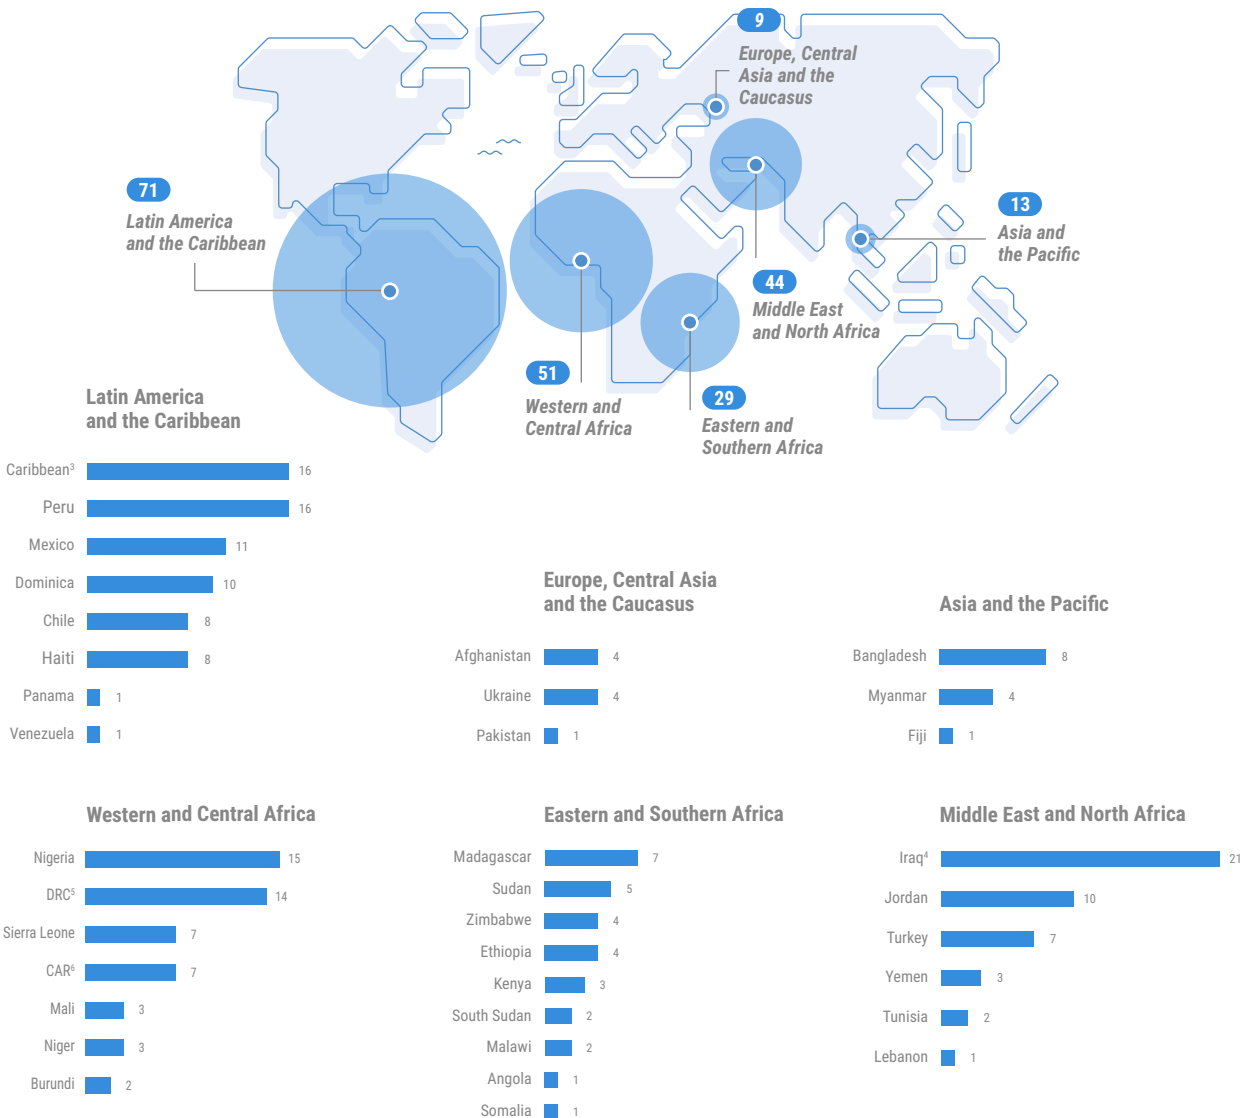 9
Europe, Central
Asia and the
Caucasus
71
Latin America
and the Caribbean
13
Asia and
the Pacific
44
Middle East
and North Africa
51
Western and
Central Africa
29
Eastern and
Southern Africa
Latin America
and the Caribbean
Caribbean³ 16
Peru 16
Mexico 11
Dominica 10
Chile 8
Haiti 8
Panama 1
Venezuela 1
Europe, Central Asia
and the Caucasus
Afghanistan 4
Ukraine 4
Pakistan 1
Asia and the Pacific
Bangladesh 8
Myanmar 4
Fiji 1
Western and Central Africa
Nigeria 15
DRC⁵ 14
Sierra Leone 7
CAR⁶ 7
Mali 3
Niger 3
Burundi 2
Eastern and Southern Africa
Madagascar 7
Sudan 5
Zimbabwe 4
Ethiopia 4
Kenya 3
South Sudan 2
Malawi 2
Angola 1
Somalia 1
Middle East and North Africa
Iraq⁴ 21
Jordan 10
Turkey 7
Yemen 3
Tunisia 2
Lebanon 1